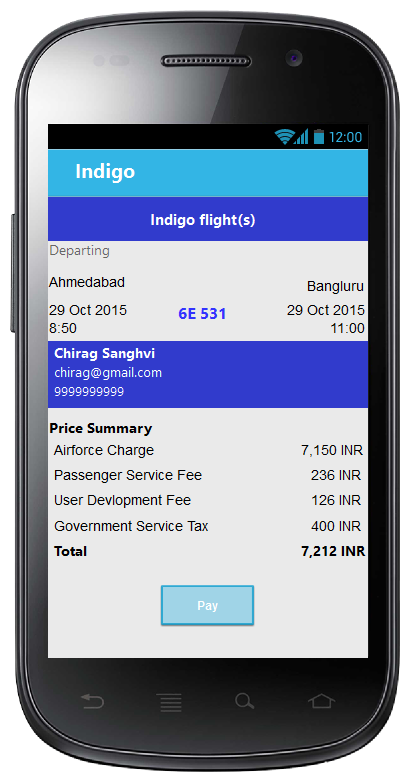 12:00
Indigo
Indigo flight(s)
Departing
Ahmedabad Bangluru
29 Oct 2015 6E 531 29 Oct 2015
8:50 11:00
Chirag Sanghvi
chirag@gmail.com
9999999999
Price Summary
Airforce Charge 7,150 INR
Passenger Service Fee 236 INR
User Devlopment Fee 126 INR
Government Service Tax 400 INR
Total 7,212 INR
Pay